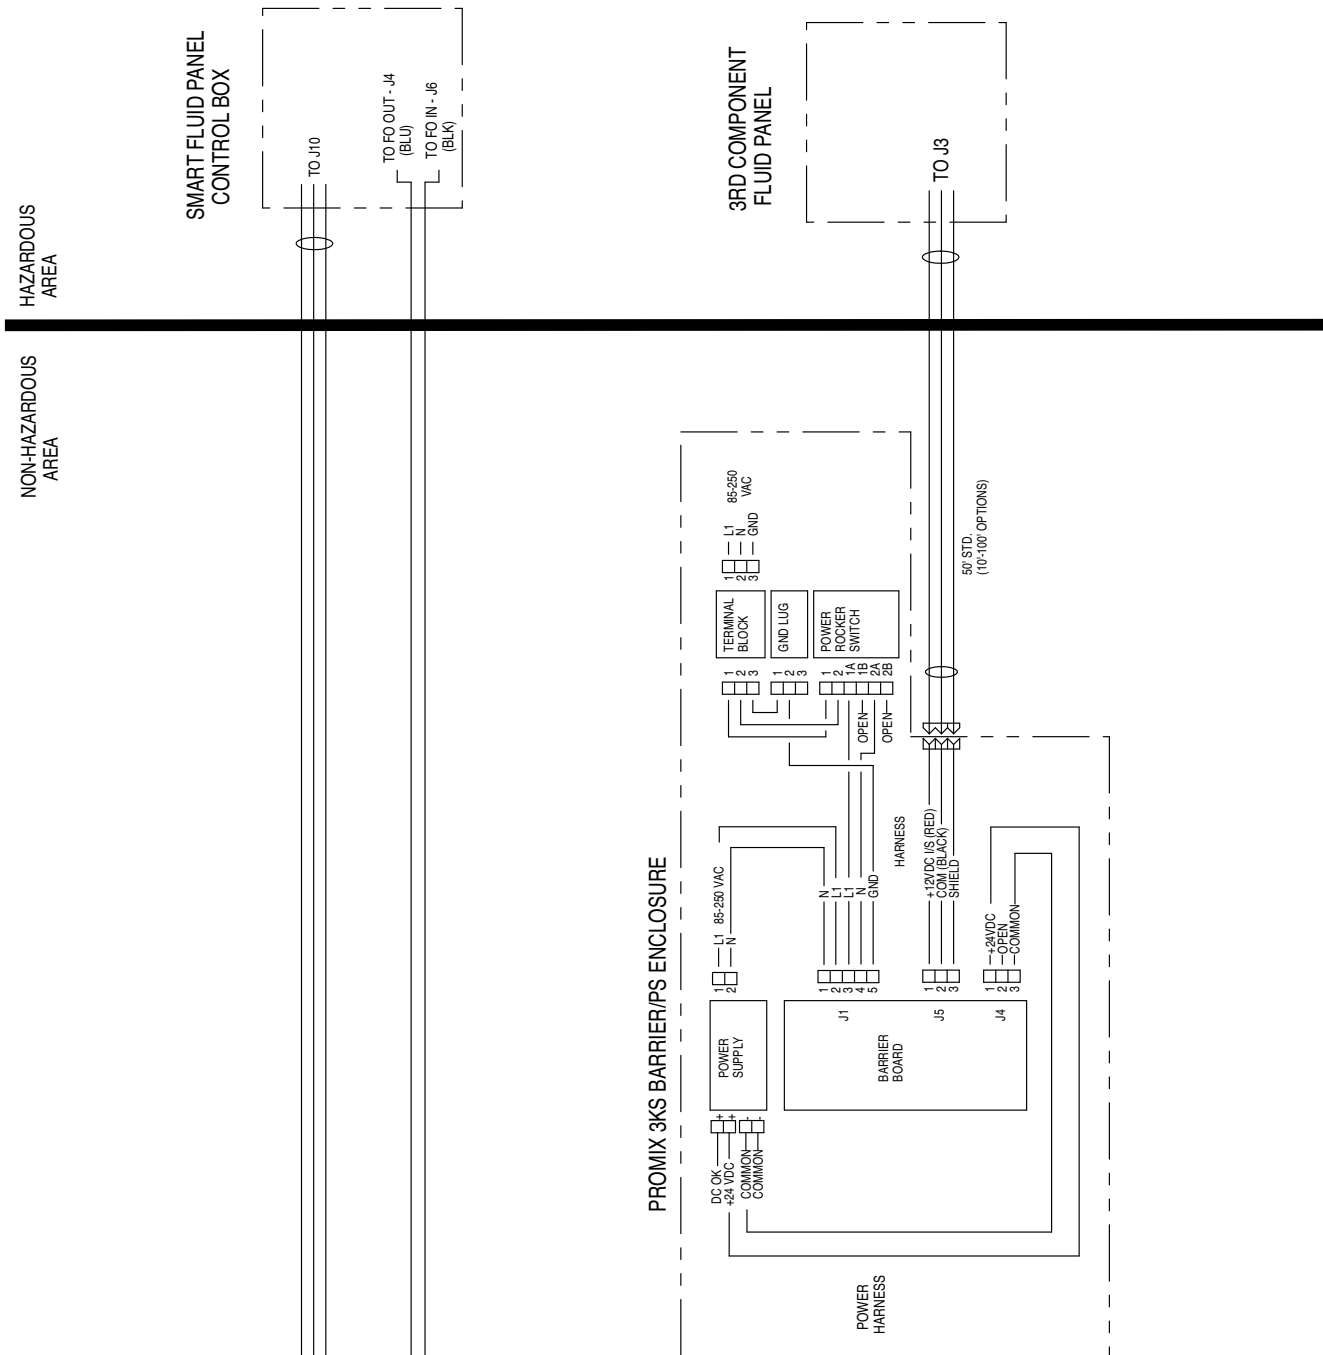 HAZARDOUS
AREA
NON-HAZARDOUS
AREA
SMART FLUID PANEL
CONTROL BOX
TO J10
TO FO OUT - J4
(BLU)
TO FO IN - J6
(BLK)
3RD COMPONENT
FLUID PANEL
TO J3
50' STD.
(10'-100' OPTIONS)
PROMIX 3KS BARRIER/PS ENCLOSURE
85-250
VAC
L1
N
GND
1
2
3
TERMINAL
BLOCK
GND LUG
POWER
ROCKER
SWITCH
1
2
3
1
2
3
1
2
1A
1B
2A
2B
OPEN
OPEN
HARNESS
L1 85-250 VAC
N
1
2
N
L1
L1
N
GND
1
2
3
4
5
+12VDC I/S (RED)
COM (BLACK)
SHIELD
1
2
3
+24VDC
OPEN
COMMON
1
2
3
POWER
SUPPLY
J1
J5
J4
BARRIER
BOARD
+
+
-
-
DC OK
+24 VDC
COMMON
COMMON
POWER
HARNESS